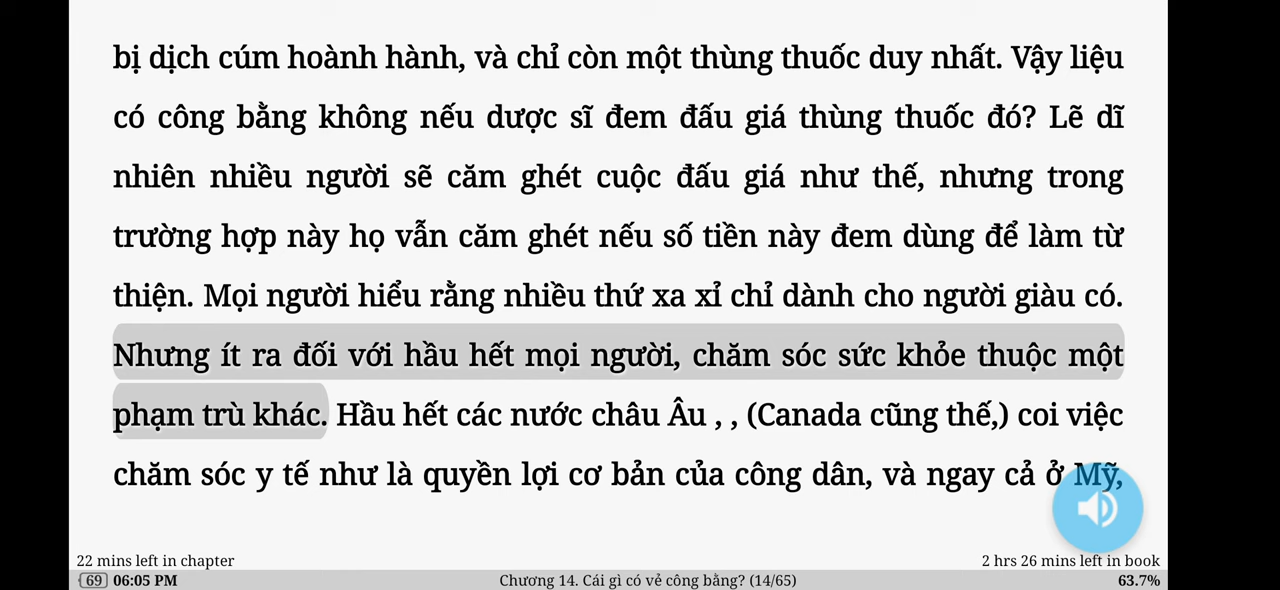 bị dịch cúm hoành hành, và chỉ còn một thùng thuốc duy nhất. Vậy liệu
có công bằng không nếu dược sĩ đem đấu giá thùng thuốc đó? Lẽ dĩ
nhiên nhiều người sẽ căm ghét cuộc đấu giá như thế, nhưng trong
trường hợp này họ vẫn căm ghét nếu số tiền này đem dùng để làm từ
thiện. Mọi người hiểu rằng nhiều thứ xa xỉ chỉ dành cho người giàu có.
Nhưng ít ra đối với hầu hết mọi người, chăm sóc sức khỏe thuộc một
phạm trù khác. Hầu hết các nước châu Âu , , (Canada cũng thế,) coi việc
chăm sóc y tế như là quyền lợi cơ bản của công dân, và ngay cả ở Mỹ,
22 mins left in chapter 2 hrs 26 mins left in book
69 06:05 PM Chương 14. Cái gì có vẻ công bằng? (14/65) 63.7%